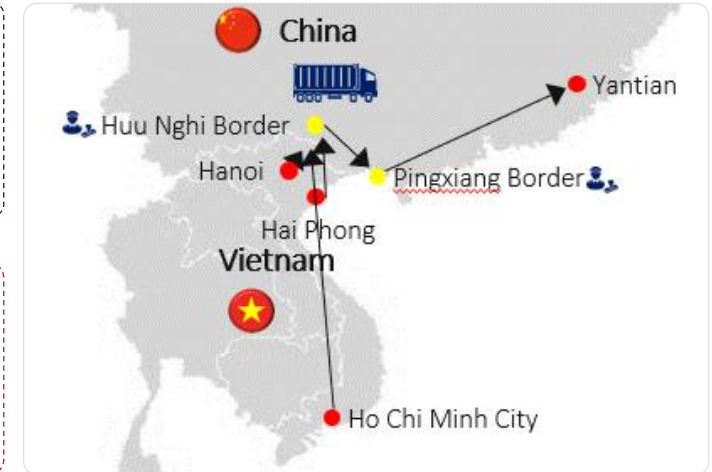 China
Yantian
Huu Nghi Border
Hanoi
Pingxiang Border
Hai Phong
Vietnam
Ho Chi Minh City